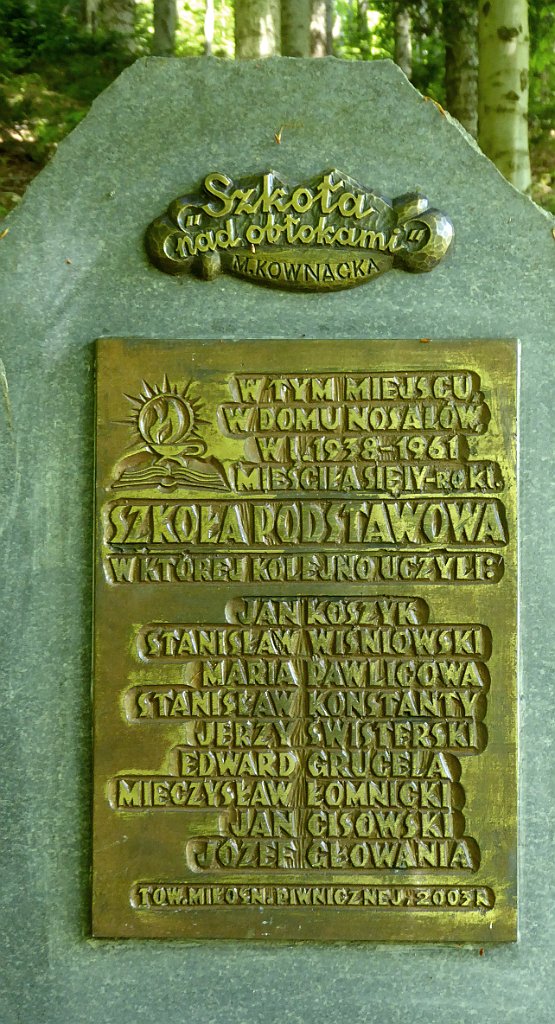 Szkoła
"nad obłokami"
M. KOWNACKA
W TYM MIEJSCU,
W DOMU NOSALÓW,
W L. 1938-1961
MIEŚCIŁA SIĘ IV-RO KL.
SZKOŁA PODSTAWOWA
W KTÓREJ KOLEJNO UCZYLI:
JAN KOSZYK
STANISŁAW WIŚNIOWSKI
MARIA PAWLICOWA
STANISŁAW KONSTANTY
JERZY ŚWISTERSKI
EDWARD GRUCELA
MIECZYSŁAW ŁOMNICKI
JAN CISOWSKI
JÓZEF GŁOWANIA
TOW. MIŁOŚN. PIWNICZNEJ, 2003 R